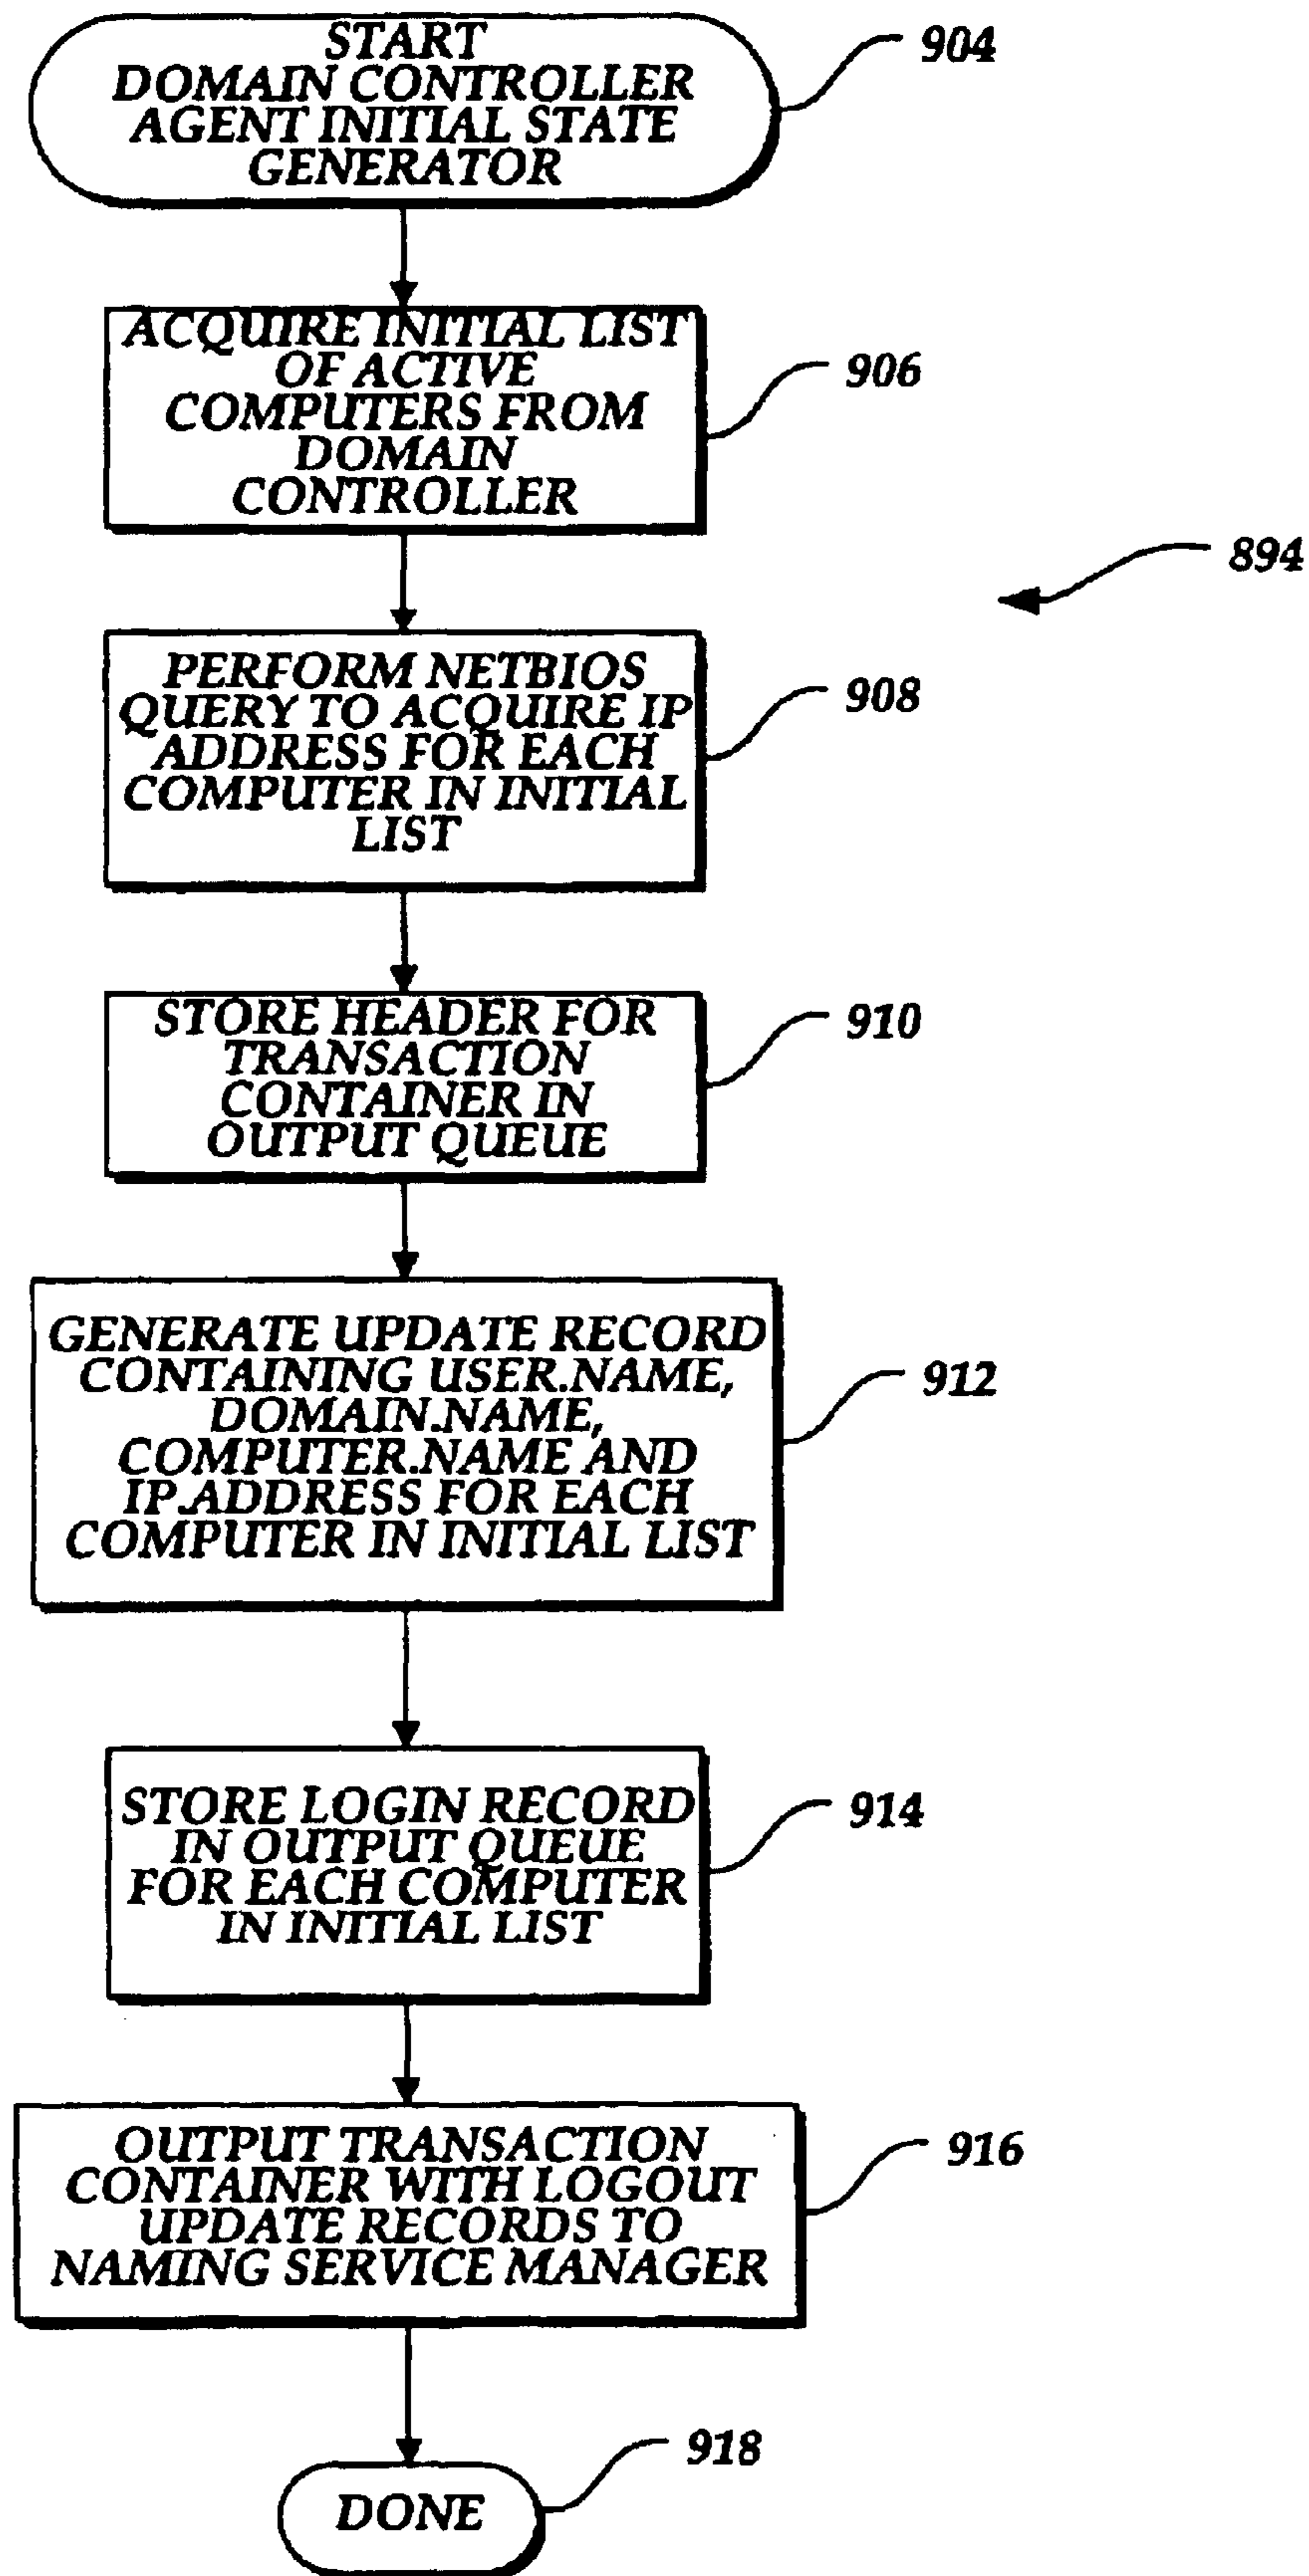 START
DOMAIN CONTROLLER
AGENT INITIAL STATE
GENERATOR
904
ACQUIRE INITIAL LIST
OF ACTIVE
COMPUTERS FROM
DOMAIN
CONTROLLER
906
894
PERFORM NETBIOS
QUERY TO ACQUIRE IP
ADDRESS FOR EACH
COMPUTER IN INITIAL
LIST
908
STORE HEADER FOR
TRANSACTION
CONTAINER IN
OUTPUT QUEUE
910
GENERATE UPDATE RECORD
CONTAINING USER.NAME,
DOMAIN.NAME,
COMPUTER.NAME AND
IP.ADDRESS FOR EACH
COMPUTER IN INITIAL LIST
912
STORE LOGIN RECORD
IN OUTPUT QUEUE
FOR EACH COMPUTER
IN INITIAL LIST
914
OUTPUT TRANSACTION
CONTAINER WITH LOGOUT
UPDATE RECORDS TO
NAMING SERVICE MANAGER
916
DONE
918